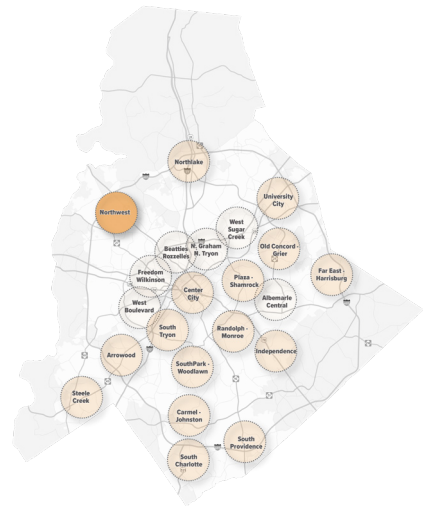 Northlake
Northwest
University
City
West
Sugar
Creek
N. Graham
N. Tryon
Beatties
Rozzelles
Old Concord -
Grier
Freedom
Wilkinson
Plaza -
Shamrock
Far East -
Harrisburg
Center
City
Albemarle
Central
West
Boulevard
South
Tryon
Randolph -
Monroe
Arrowood
Independence
SouthPark -
Woodlawn
Steele
Creek
Carmel -
Johnston
South
Providence
South
Charlotte